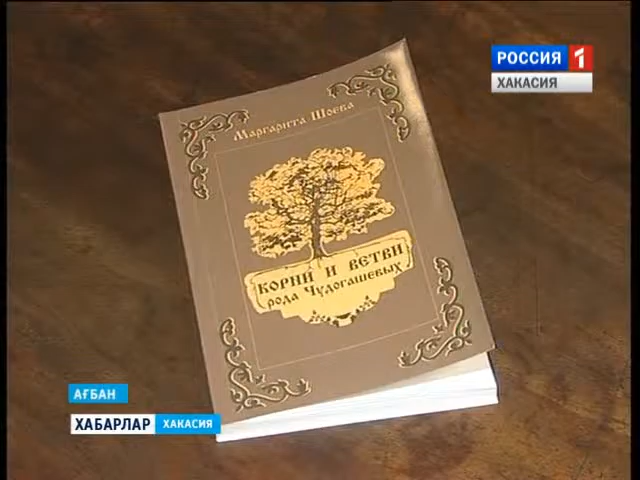 РОССИЯ 1
ХАКАСИЯ
Маргарита Шоева
КОРНИ И ВЕТВИ
рода Чудогашевых
АҒБАН
ХАБАРЛАР ХАКАСИЯ